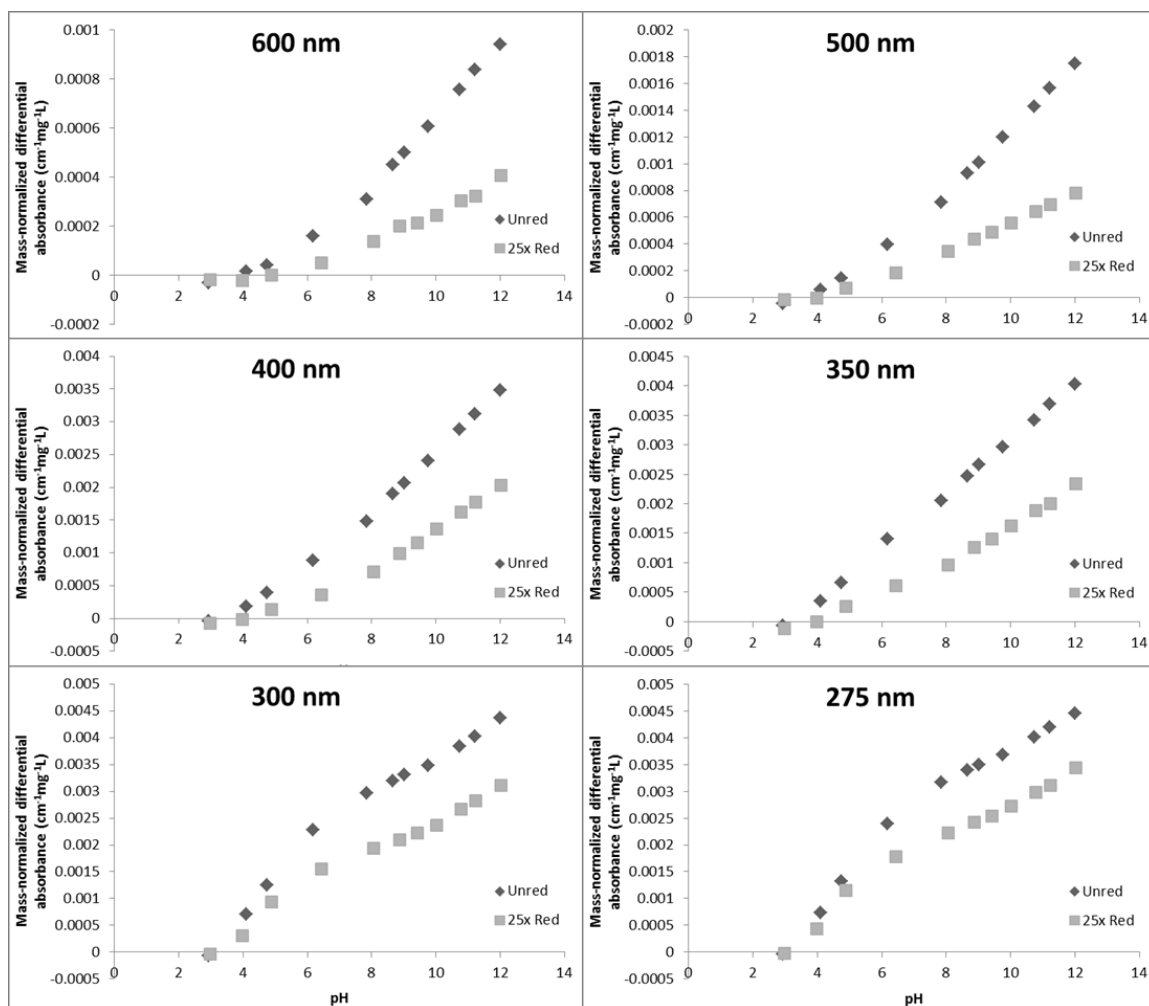 600 nm
Mass-normalized differential
absorbance (cm-1mg-1L)
0.001
0.0008
0.0006
0.0004
0.0002
0
-0.0002
0 2 4 6 8 10 12 14
Unred
25x Red
500 nm
Mass-normalized differential
absorbance (cm-1mg-1L)
0.002
0.0018
0.0016
0.0014
0.0012
0.001
0.0008
0.0006
0.0004
0.0002
0
-0.0002
0 2 4 6 8 10 12 14
Unred
25x Red
400 nm
Mass-normalized differential
absorbance (cm-1mg-1L)
0.004
0.0035
0.003
0.0025
0.002
0.0015
0.001
0.0005
0
-0.0005
0 2 4 6 8 10 12 14
Unred
25x Red
350 nm
Mass-normalized differential
absorbance (cm-1mg-1L)
0.0045
0.004
0.0035
0.003
0.0025
0.002
0.0015
0.001
0.0005
0
-0.0005
0 2 4 6 8 10 12 14
Unred
25x Red
300 nm
Mass-normalized differential
absorbance (cm-1mg-1L)
0.005
0.0045
0.004
0.0035
0.003
0.0025
0.002
0.0015
0.001
0.0005
0
-0.0005
0 2 4 6 8 10 12 14
pH
Unred
25x Red
275 nm
Mass-normalized differential
absorbance (cm-1mg-1L)
0.005
0.0045
0.004
0.0035
0.003
0.0025
0.002
0.0015
0.001
0.0005
0
-0.0005
0 2 4 6 8 10 12 14
pH
Unred
25x Red